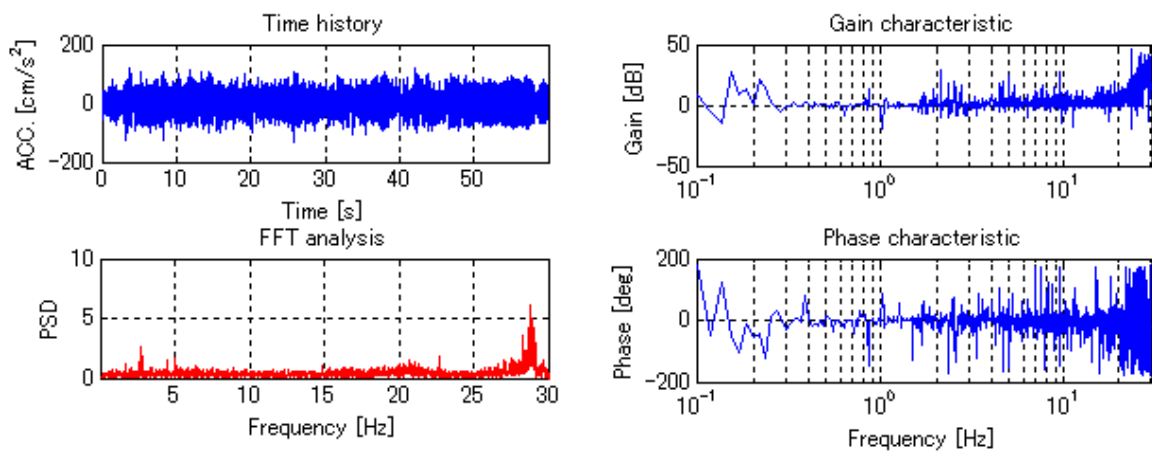 Time history
ACC. [cm/s²]
200
0
-200
0 10 20 30 40 50
Time [s]
Gain characteristic
Gain [dB]
50
0
-50
10⁻¹ 10⁰ 10¹
FFT analysis
PSD
10
5
0
5 10 15 20 25 30
Frequency [Hz]
Phase characteristic
Phase [deg]
200
0
-200
10⁻¹ 10⁰ 10¹
Frequency [Hz]